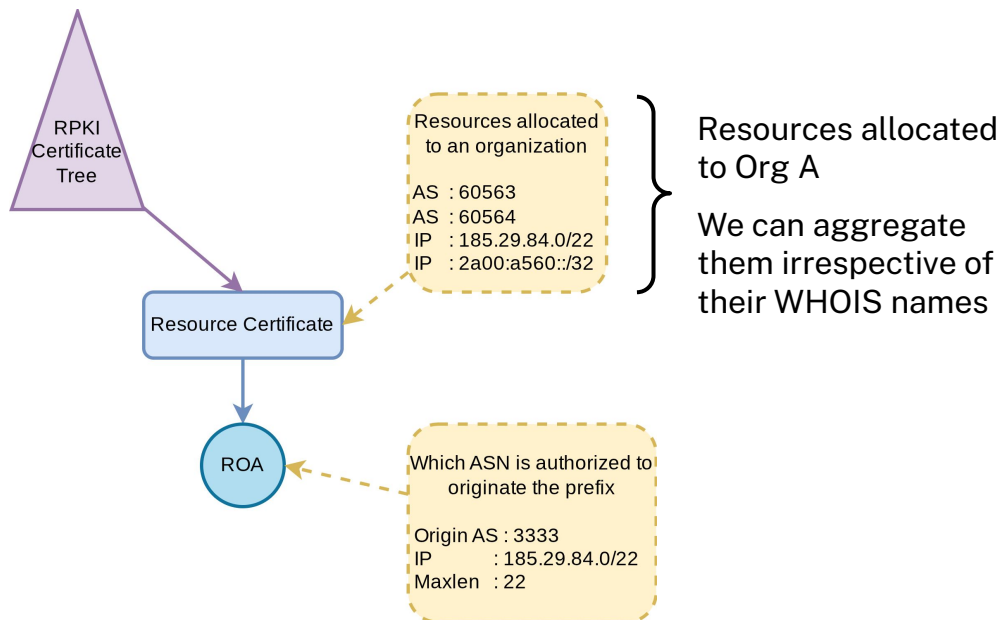 RPKI
Certificate
Tree
Resources allocated
to an organization
AS : 60563
AS : 60564
IP : 185.29.84.0/22
IP : 2a00:a560::/32
Resources allocated
to Org A
We can aggregate
them irrespective of
their WHOIS names
Resource Certificate
ROA
Which ASN is authorized to
originate the prefix
Origin AS : 3333
IP : 185.29.84.0/22
Maxlen : 22